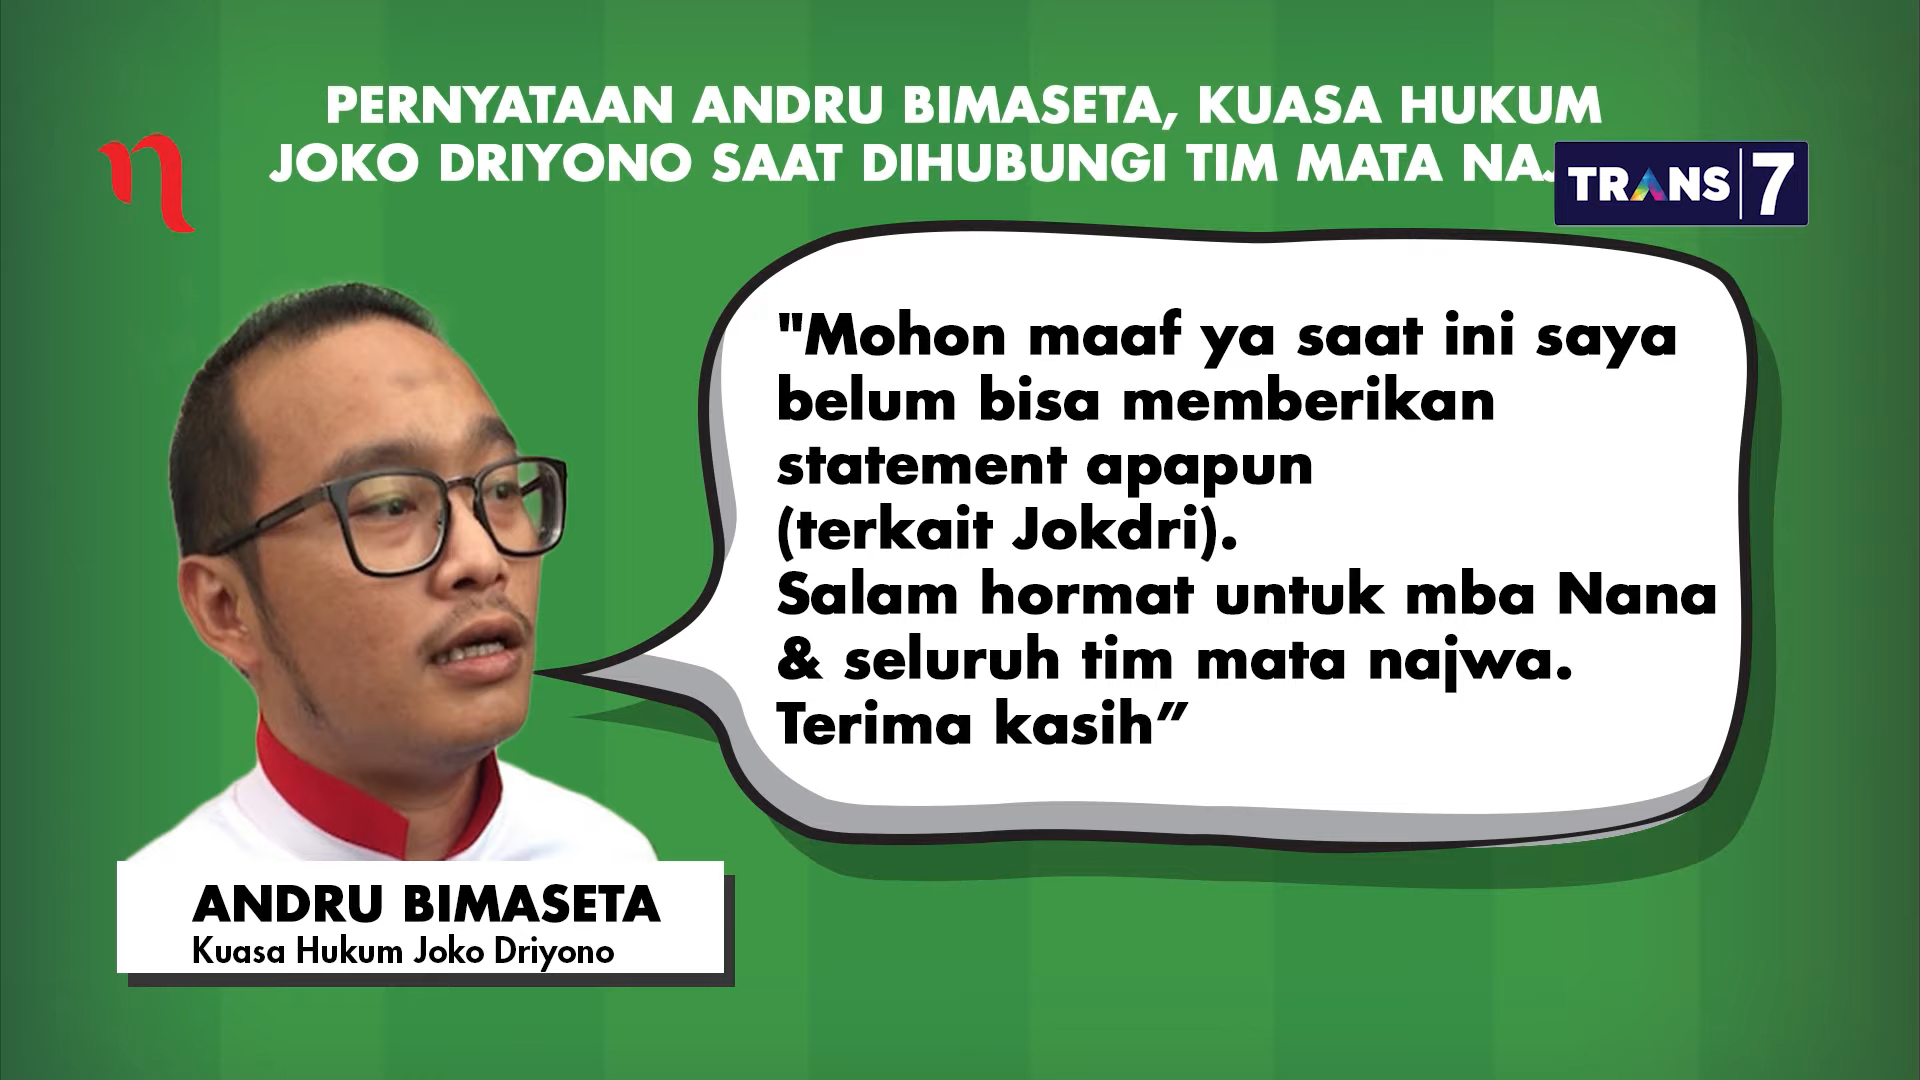 PERNYATAAN ANDRU BIMASETA, KUASA HUKUM
JOKO DRIYONO SAAT DIHUBUNGI TIM MATA
TRANS 7
"Mohon maaf ya saat ini saya
belum bisa memberikan
statement apapun
(terkait Jokdri).
Salam hormat untuk mba Nana
& seluruh tim mata najwa.
Terima kasih”
ANDRU BIMASETA
Kuasa Hukum Joko Driyono